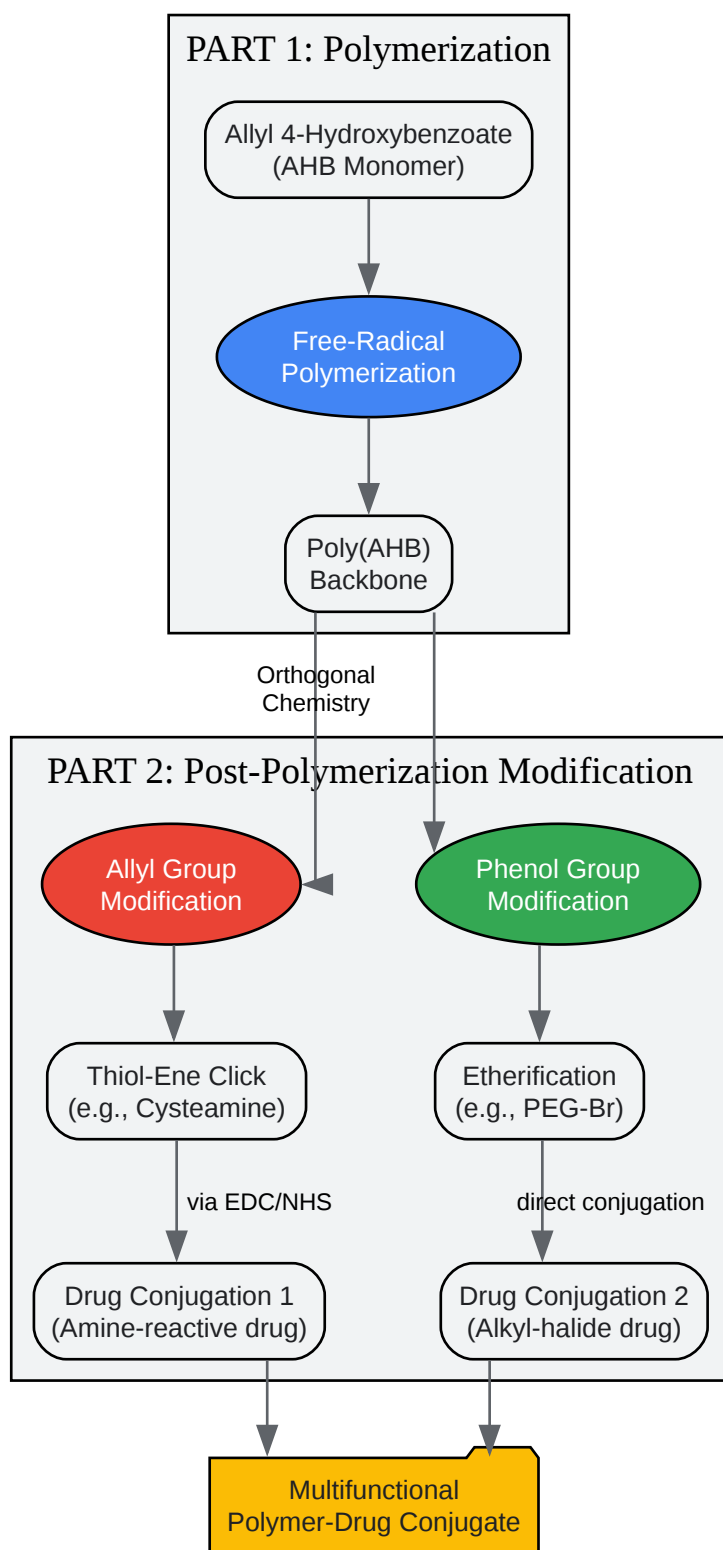 PART 1: Polymerization
Allyl 4-Hydroxybenzoate
(AHB Monomer)
Free-Radical
Polymerization
Poly(AHB)
Backbone
Orthogonal
Chemistry
PART 2: Post-Polymerization Modification
Allyl Group
Modification
Phenol Group
Modification
Thiol-Ene Click
(e.g., Cysteamine)
Etherification
(e.g., PEG-Br)
via EDC/NHS
direct conjugation
Drug Conjugation 1
(Amine-reactive drug)
Drug Conjugation 2
(Alkyl-halide drug)
Multifunctional
Polymer-Drug Conjugate